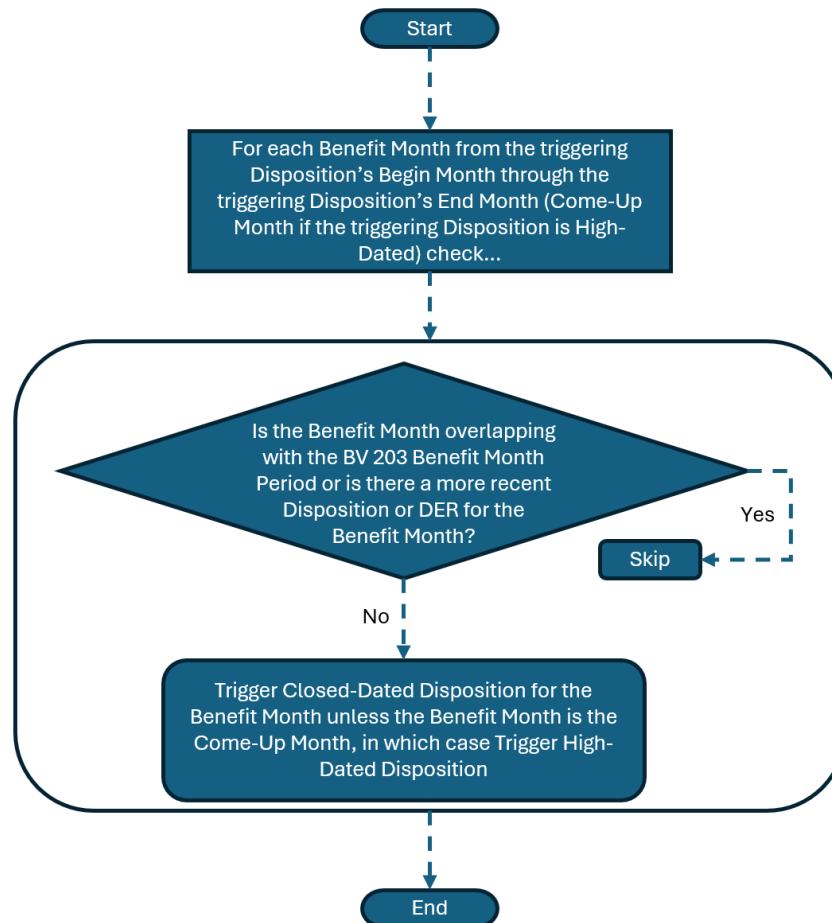 Start
For each Benefit Month from the triggering
Disposition’s Begin Month through the
triggering Disposition’s End Month (Come-Up
Month if the triggering Disposition is High-
Dated) check...
Is the Benefit Month overlapping
with the BV 203 Benefit Month
Period or is there a more recent
Disposition or DER for the
Benefit Month?
Yes
Skip
No
Trigger Closed-Dated Disposition for the
Benefit Month unless the Benefit Month is the
Come-Up Month, in which case Trigger High-
Dated Disposition
End